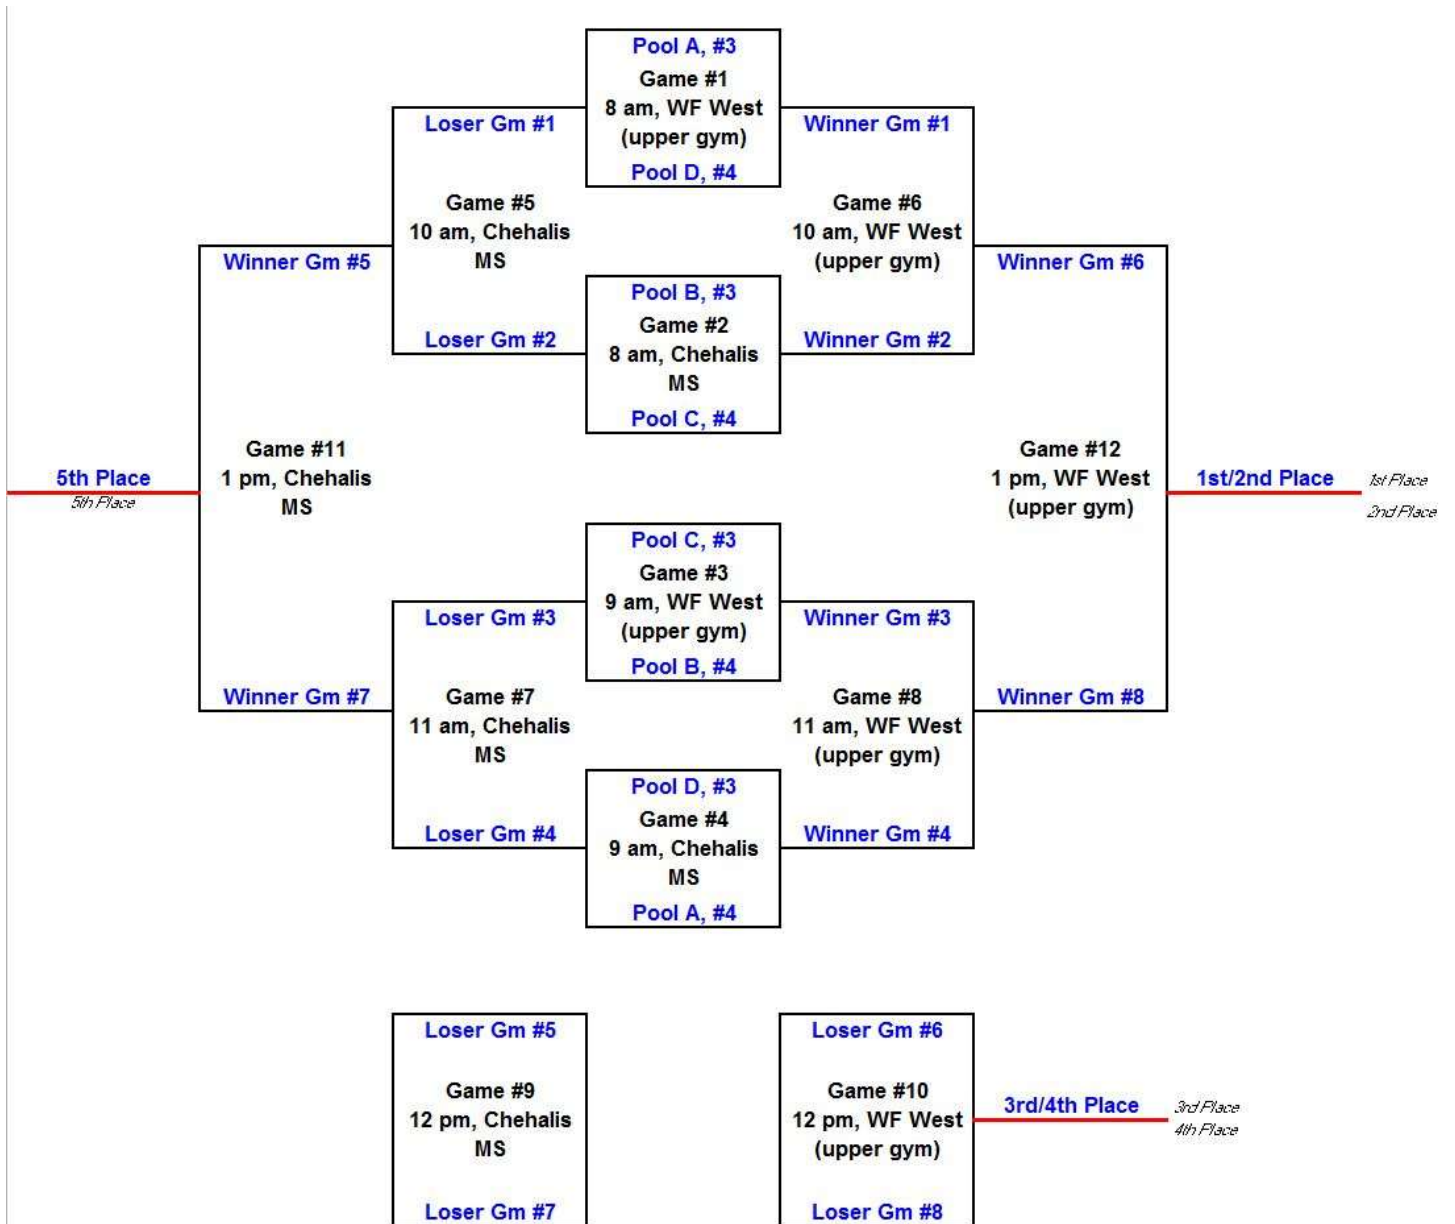 Pool A, #3
Game #1
8 am, WF West
(upper gym)
Pool D, #4
Loser Gm #1
Winner Gm #1
Game #5
10 am, Chehalis
MS
Game #6
10 am, WF West
(upper gym)
Winner Gm #5
Winner Gm #6
Pool B, #3
Game #2
8 am, Chehalis
MS
Pool C, #4
Loser Gm #2
Winner Gm #2
Game #11
1 pm, Chehalis
MS
Game #12
1 pm, WF West
(upper gym)
5th Place
5th Place
1st/2nd Place
1st Place
2nd Place
Pool C, #3
Game #3
9 am, WF West
(upper gym)
Pool B, #4
Loser Gm #3
Winner Gm #3
Game #7
11 am, Chehalis
MS
Game #8
11 am, WF West
(upper gym)
Winner Gm #7
Winner Gm #8
Pool D, #3
Game #4
9 am, Chehalis
MS
Pool A, #4
Loser Gm #4
Winner Gm #4
Loser Gm #5
Game #9
12 pm, Chehalis
MS
Loser Gm #7
Loser Gm #6
Game #10
12 pm, WF West
(upper gym)
Loser Gm #8
3rd/4th Place
3rd Place
4th Place